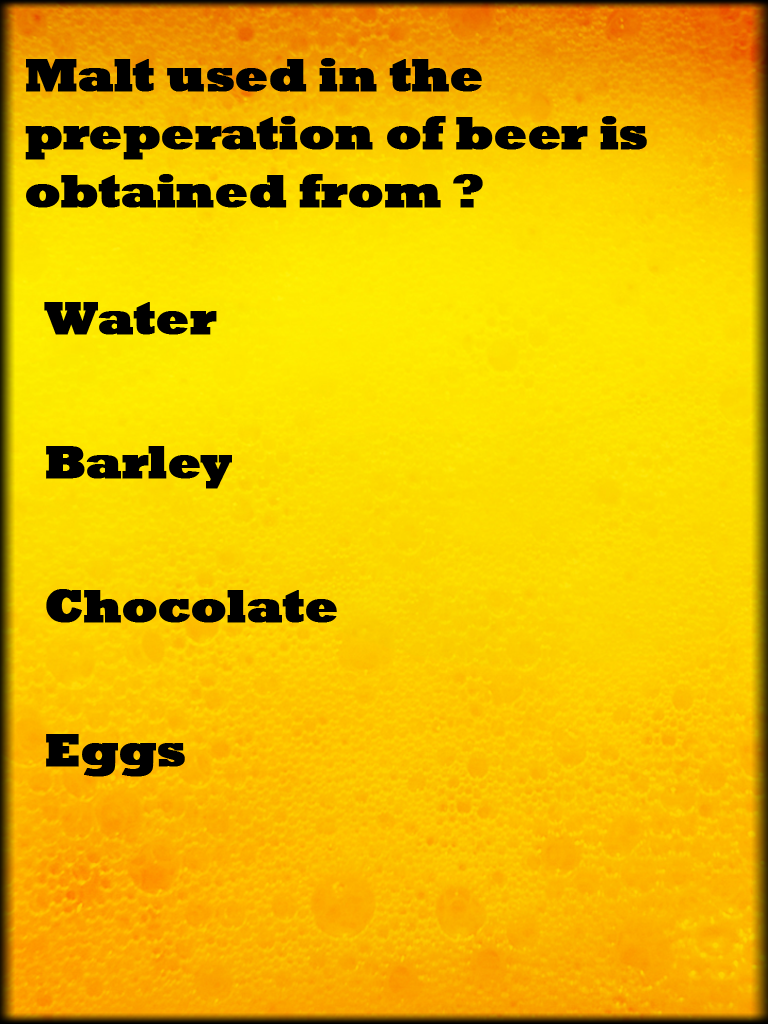 Malt used in the
preperation of beer is
obtained from ?
Water
Barley
Chocolate
Eggs